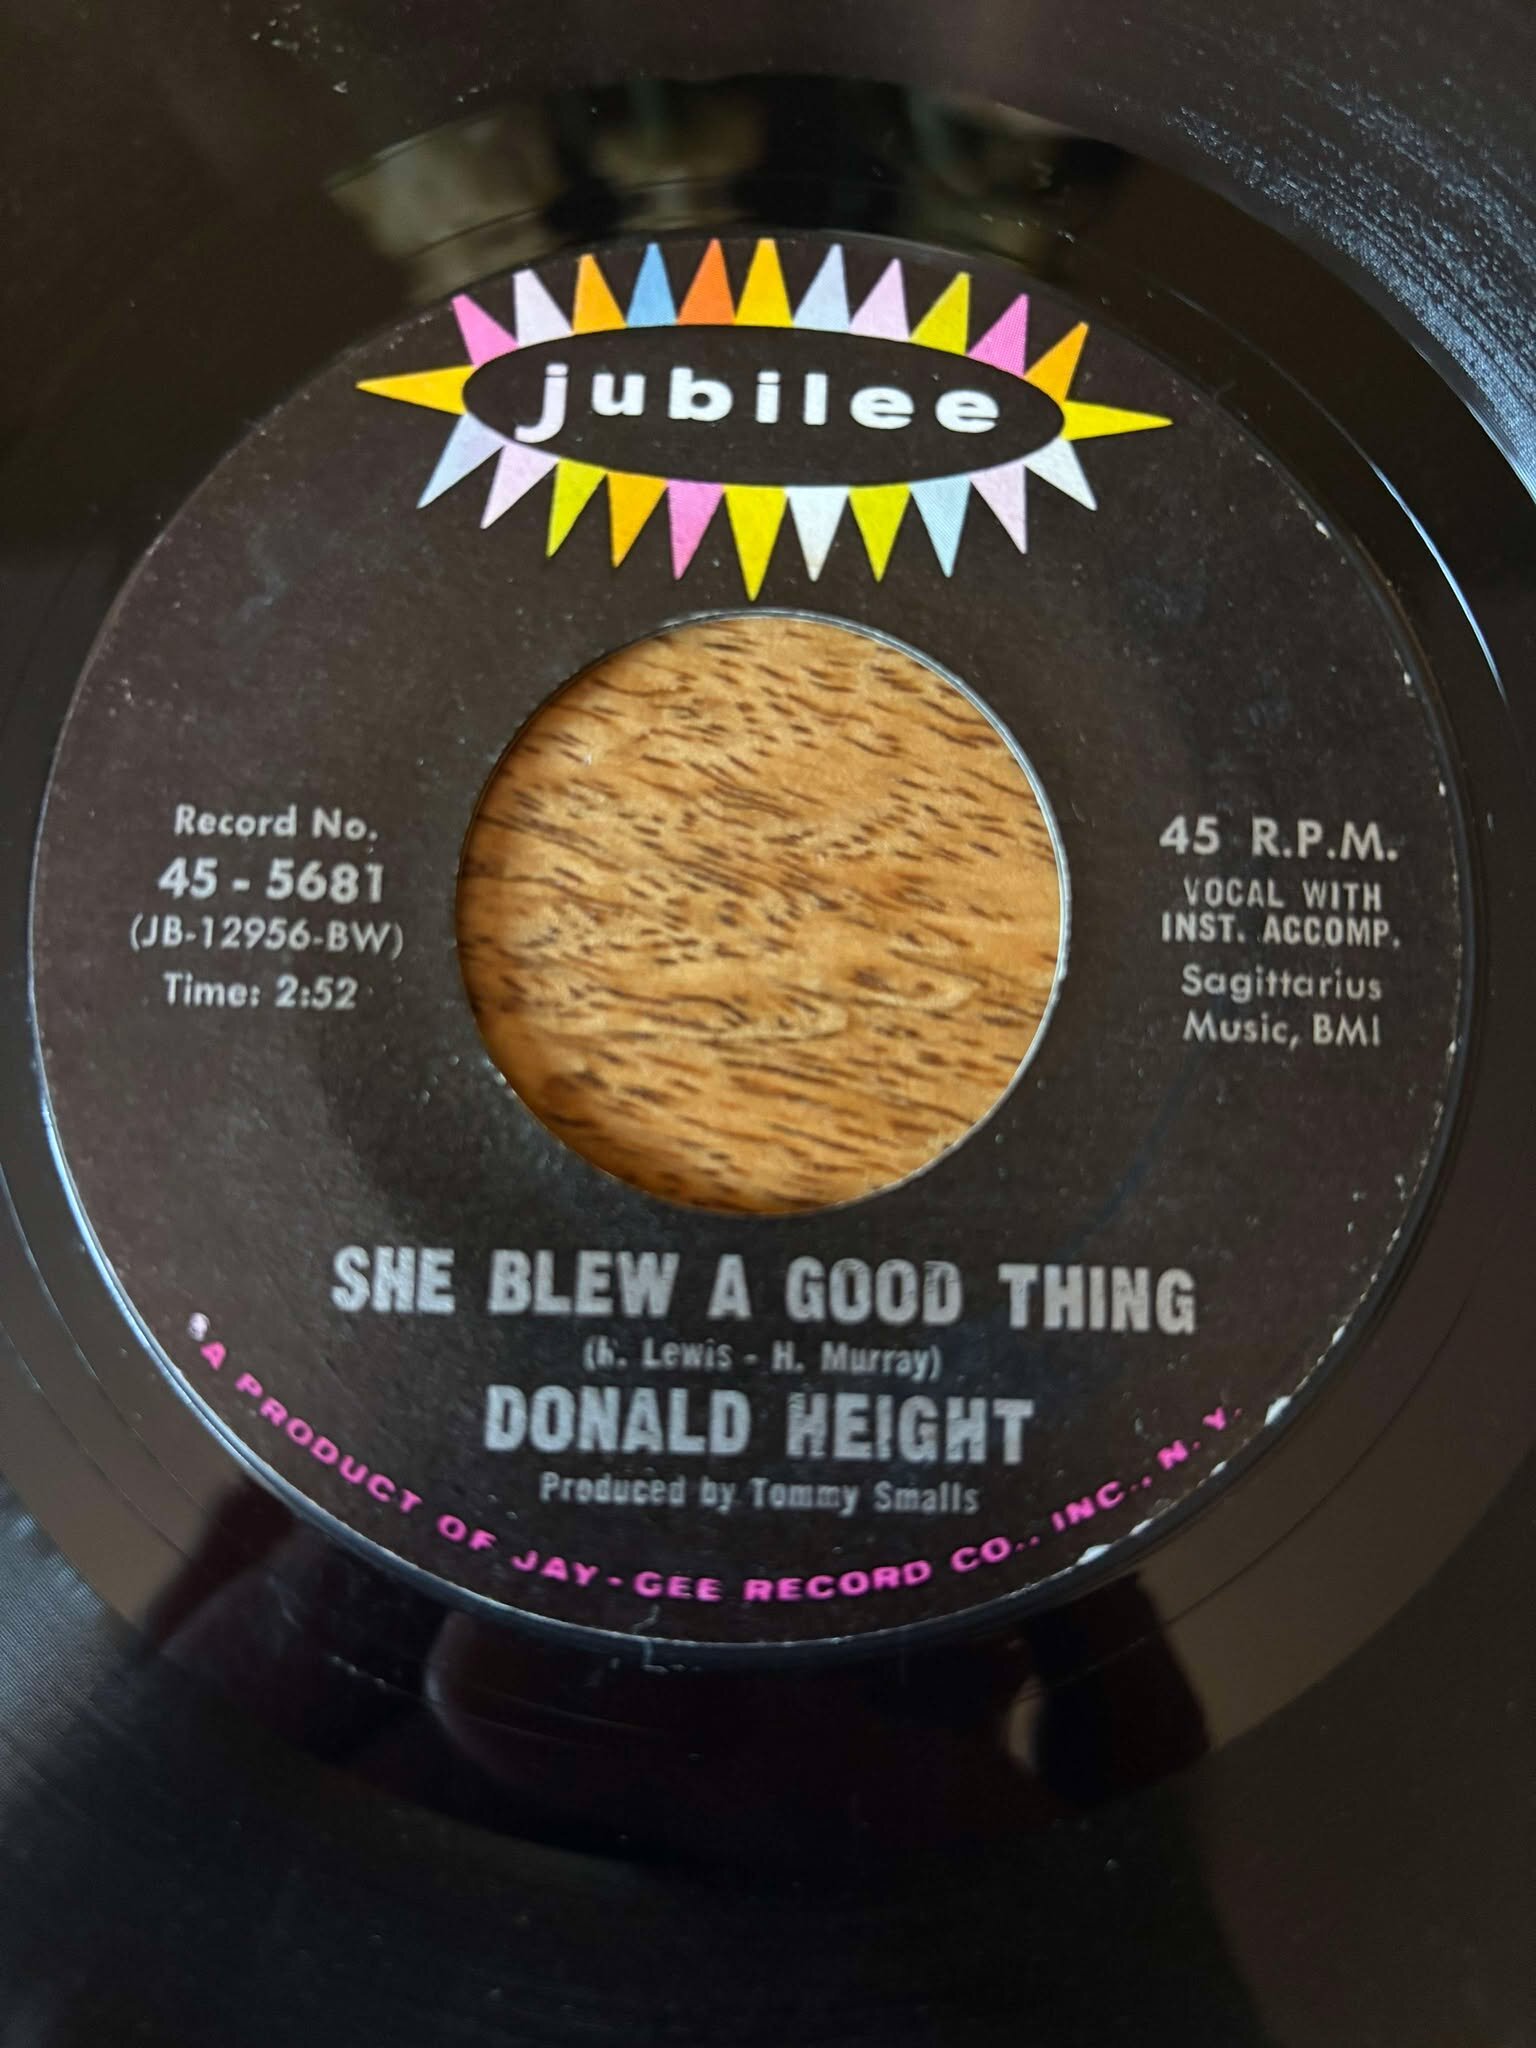 jubilee
Record No.
45 - 5681
(JB-12956-BW)
Time: 2:52
45 R.P.M.
VOCAL WITH
INST. ACCOMP.
Sagittarius
Music, BMI
SHE BLEW A GOOD THING
Lewis - H. Murray)
DONALD HEIGHT
Produced by Tommy Smalls
A PRODUCT OF JAY-GEE RECORD CO., INC., N.Y.